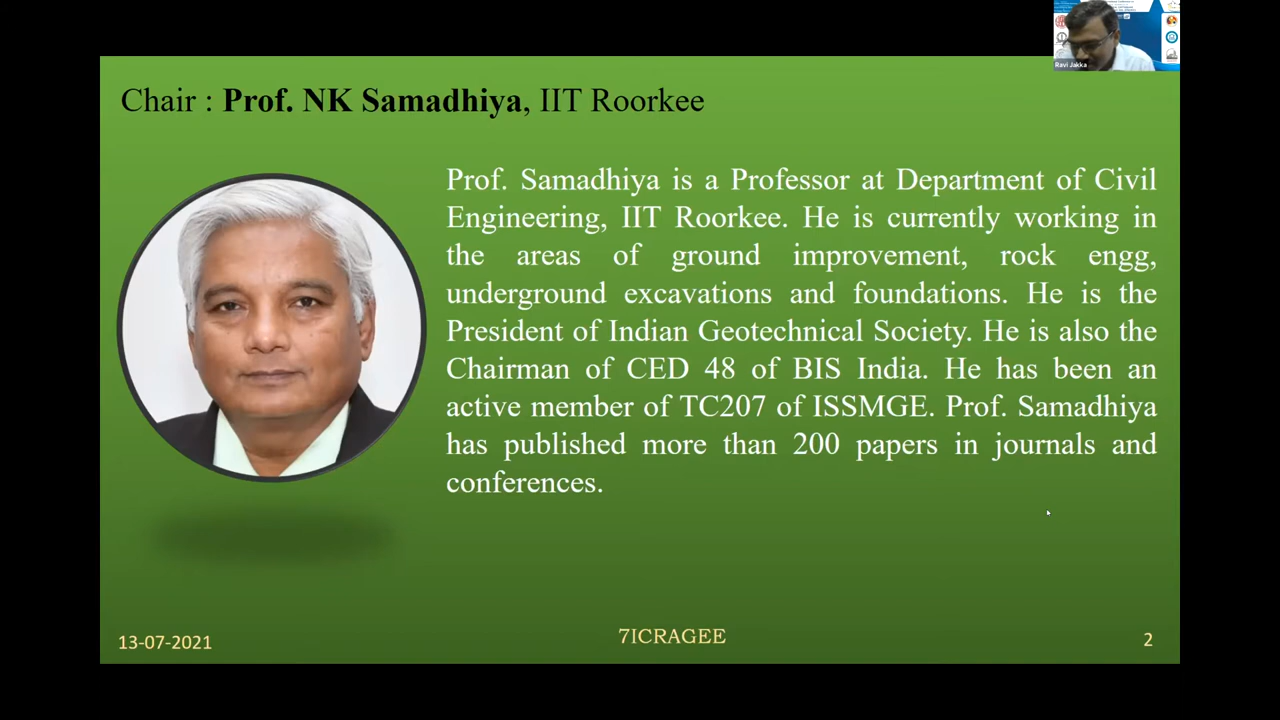 Ravi Jakka
Chair : Prof. NK Samadhiya, IIT Roorkee
Prof. Samadhiya is a Professor at Department of Civil
Engineering, IIT Roorkee. He is currently working in
the areas of ground improvement, rock engg,
underground excavations and foundations. He is the
President of Indian Geotechnical Society. He is also the
Chairman of CED 48 of BIS India. He has been an
active member of TC207 of ISSMGE. Prof. Samadhiya
has published more than 200 papers in journals and
conferences.
13-07-2021
7ICRAGEE
2